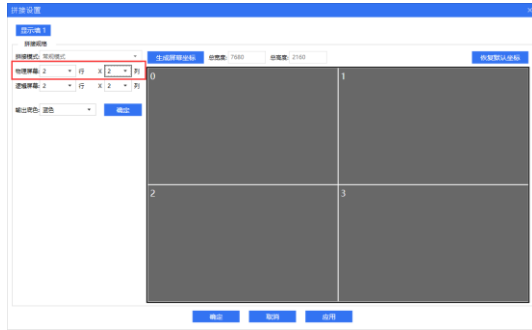 拼接设置
显示墙 1
拼接规格
拼接模式: 常规模式
生成屏幕坐标 总宽度: 7680 总高度: 2160 恢复默认坐标
物理屏幕: 2 行 X 2 列
逻辑屏幕: 2 行 X 2 列
输出底色: 蓝色 确定
0 1
2 3
确定 取消 应用